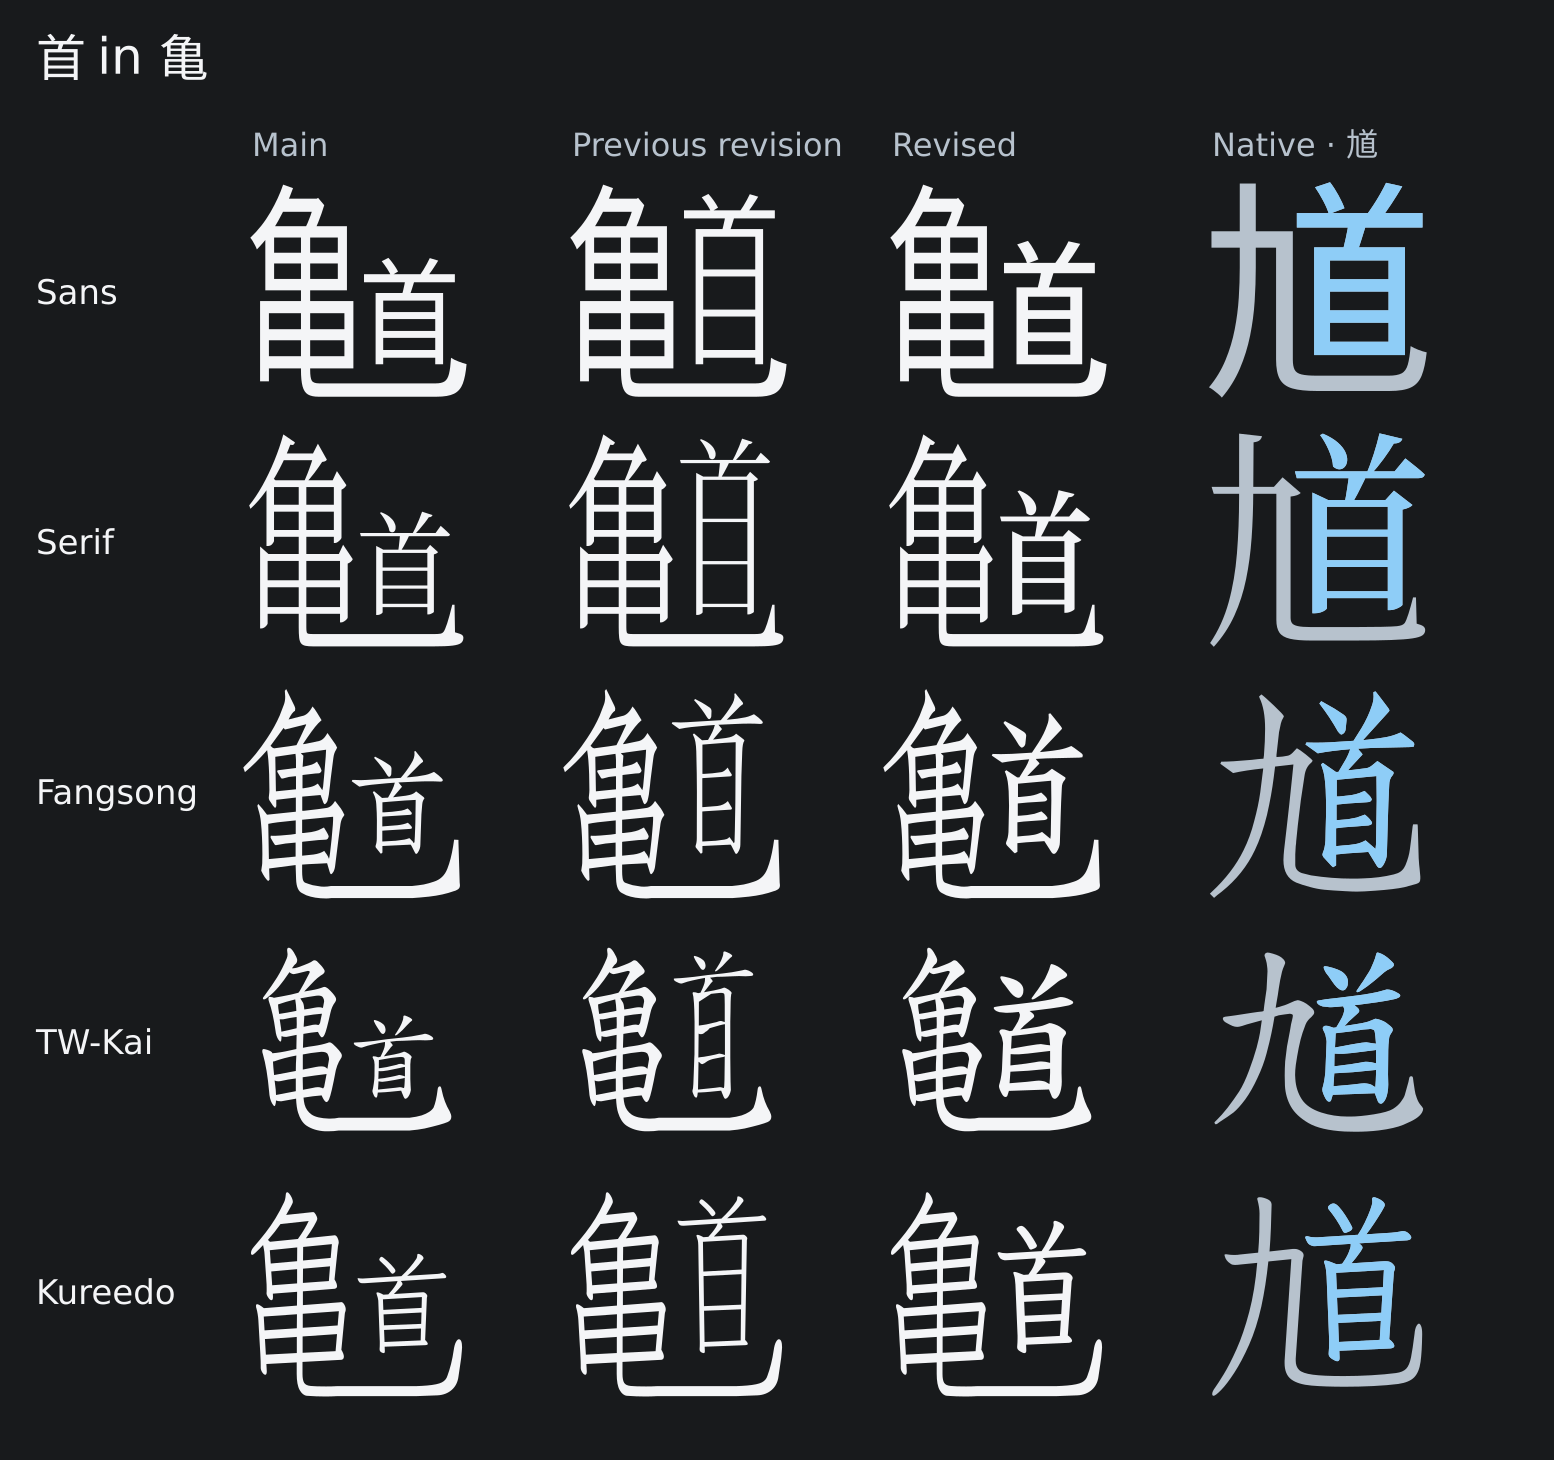 首 in 亀
Main Previous revision Revised Native · 馗
Sans
Serif
Fangsong
TW-Kai
Kureedo